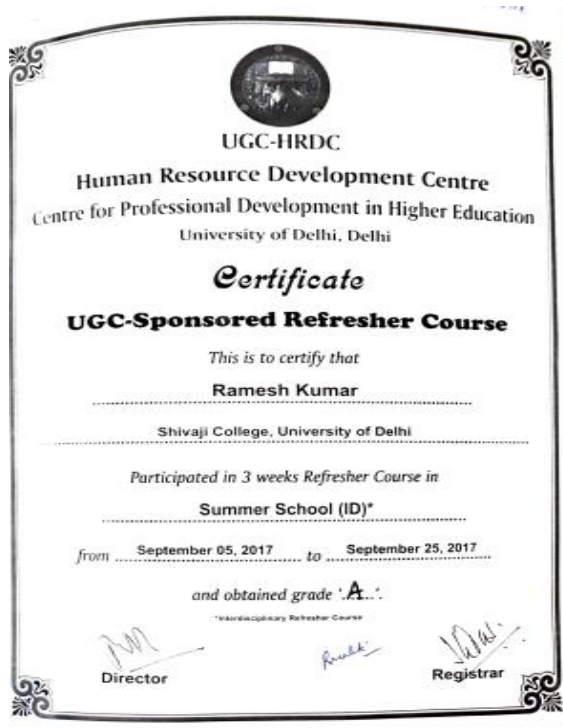 UGC-HRDC
Human Resource Development Centre
Centre for Professional Development in Higher Education
University of Delhi, Delhi
Certificate
UGC-Sponsored Refresher Course
This is to certify that
Ramesh Kumar
Shivaji College, University of Delhi
Participated in 3 weeks Refresher Course in
Summer School (ID)*
from September 05, 2017 to September 25, 2017
and obtained grade 'A'.
*Interdisciplinary Refresher Course
Director Registrar